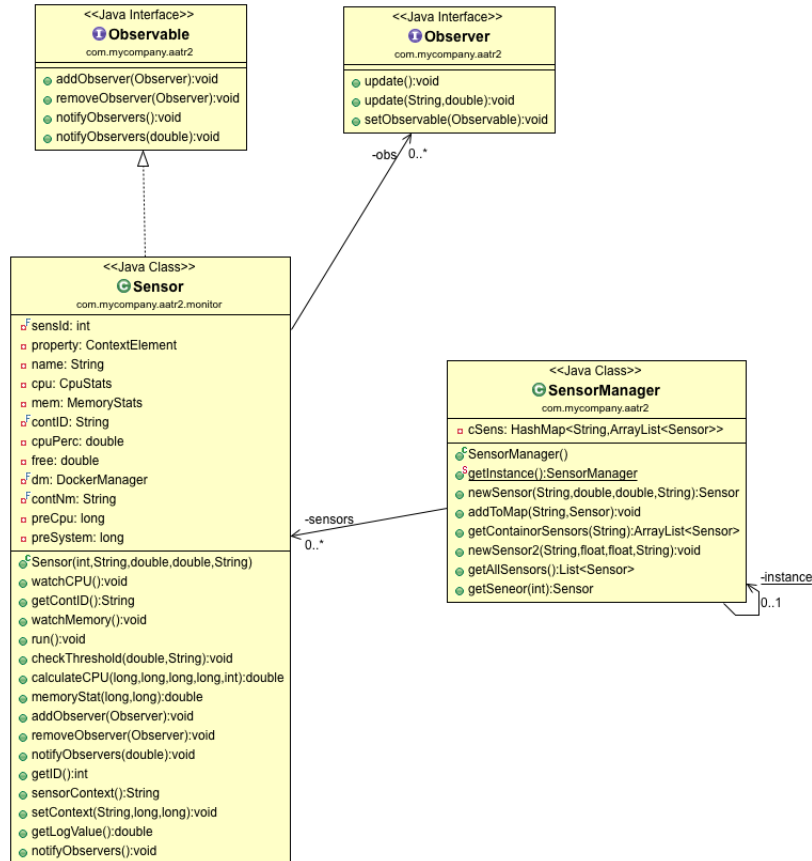 <<Java Interface>>
Observable
com.mycompany.aatr2
addObserver(Observer):void
removeObserver(Observer):void
notifyObservers():void
notifyObservers(double):void
<<Java Interface>>
Observer
com.mycompany.aatr2
update():void
update(String,double):void
setObservable(Observable):void
-obs 0..*
<<Java Class>>
Sensor
com.mycompany.aatr2.monitor
sensId: int
property: ContextElement
name: String
cpu: CpuStats
mem: MemoryStats
contID: String
cpuPerc: double
free: double
dm: DockerManager
contNm: String
preCpu: long
preSystem: long
Sensor(int,String,double,double,String)
watchCPU():void
getContID():String
watchMemory():void
run():void
checkThreshold(double,String):void
calculateCPU(long,long,long,long,int):double
memoryStat(long,long):double
addObserver(Observer):void
removeObserver(Observer):void
notifyObservers(double):void
getID():int
sensorContext():String
setContext(String,long,long):void
getLogValue():double
notifyObservers():void
-sensors
0..*
<<Java Class>>
SensorManager
com.mycompany.aatr2
cSens: HashMap<String,ArrayList<Sensor>>
SensorManager()
getInstance():SensorManager
newSensor(String,double,double,String):Sensor
addToMap(String,Sensor):void
getContainorSensors(String):ArrayList<Sensor>
newSensor2(String,float,float,String):void
getAllSensors():List<Sensor>
getSeneor(int):Sensor
-instance
0..1